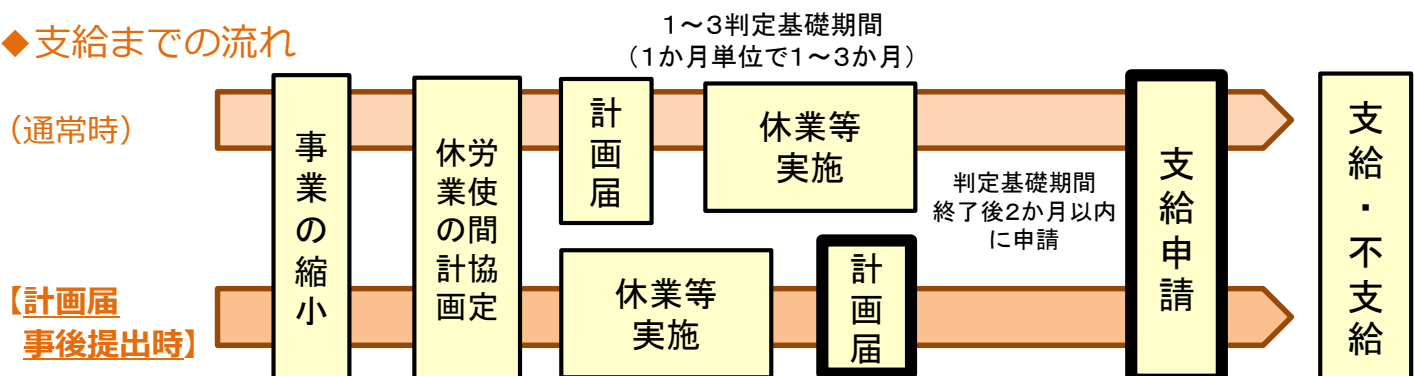 ◆支給までの流れ
1～3判定基礎期間
（1か月単位で1～3か月）
（通常時）
事業の縮小
労使間協定
休業の計画
計画届
休業等
実施
判定基礎期間
終了後2か月以内
に申請
支給申請
支給・不支給
【計画届
事後提出時】
休業等
実施
計画届